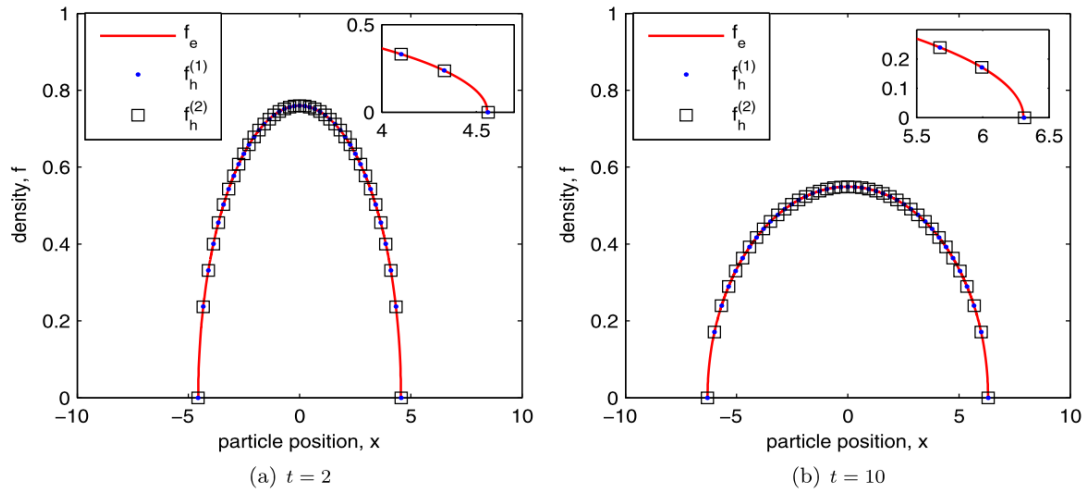 1
0.8
0.6
0.4
0.2
0
density, f
−10
−5
0
5
10
particle position, x
f_e
f_h^(1)
f_h^(2)
0.5
0
4
4.5
(a) t = 2
1
0.8
0.6
0.4
0.2
0
density, f
−10
−5
0
5
10
particle position, x
f_e
f_h^(1)
f_h^(2)
0.2
0.1
0
5.5
6
6.5
(b) t = 10